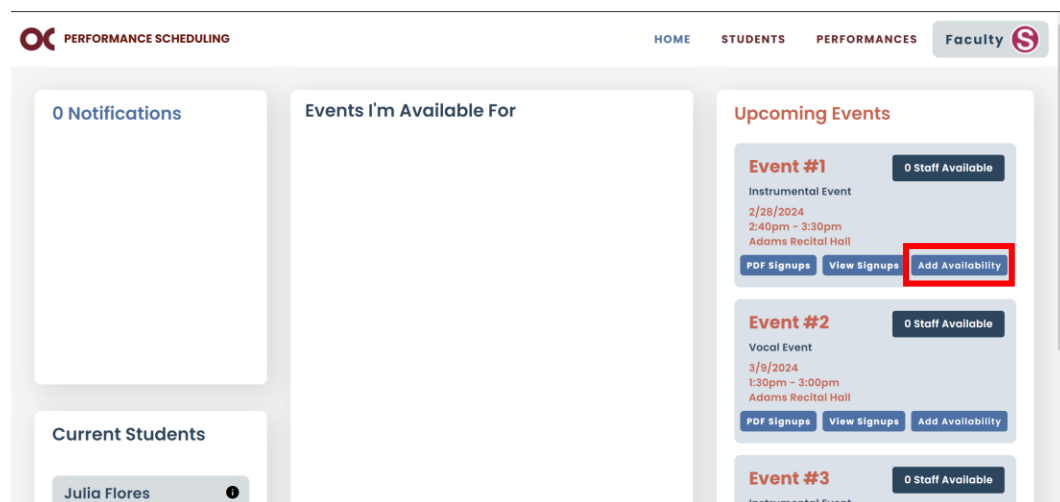 OC PERFORMANCE SCHEDULING
HOME STUDENTS PERFORMANCES Faculty S
0 Notifications
Events I'm Available For
Upcoming Events
Event #1 0 Staff Available
Instrumental Event
2/28/2024
2:40pm - 3:30pm
Adams Recital Hall
PDF Signups View Signups Add Availability
Event #2 0 Staff Available
Vocal Event
3/9/2024
1:30pm - 3:00pm
Adams Recital Hall
PDF Signups View Signups Add Availability
Event #3 0 Staff Available
Instrumental Event
Current Students
Julia Flores